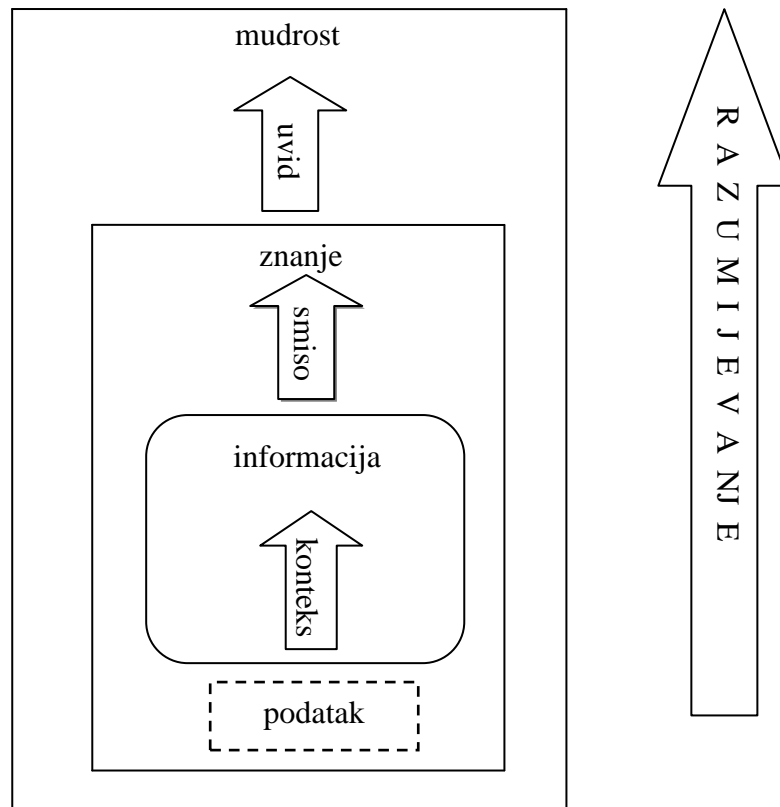 mudrost
uvid
znanje
smiso
informacija
konteks
podatak
R A Z U M I J E V A NJ E